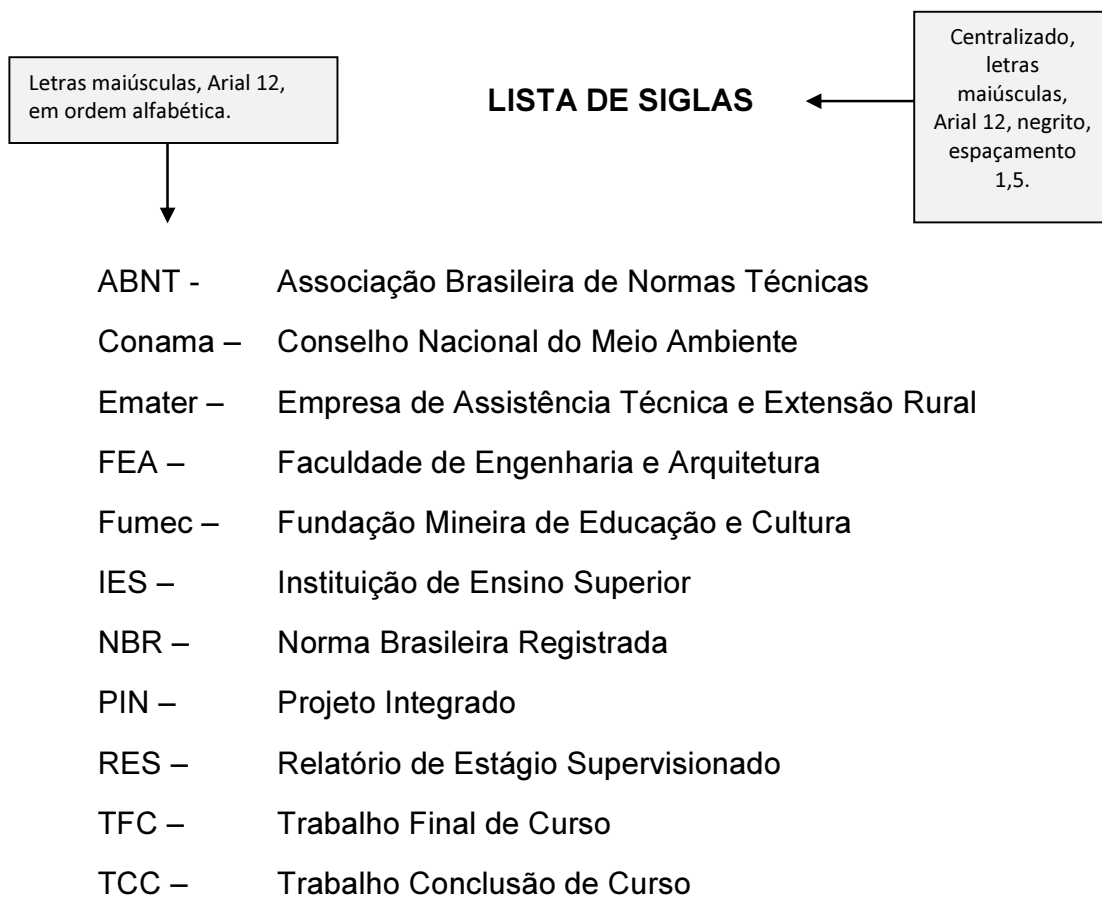 Letras maiúsculas, Arial 12,
em ordem alfabética.
LISTA DE SIGLAS
Centralizado,
letras
maiúsculas,
Arial 12, negrito,
espaçamento
1,5.
ABNT - Associação Brasileira de Normas Técnicas
Conama – Conselho Nacional do Meio Ambiente
Emater – Empresa de Assistência Técnica e Extensão Rural
FEA – Faculdade de Engenharia e Arquitetura
Fumec – Fundação Mineira de Educação e Cultura
IES – Instituição de Ensino Superior
NBR – Norma Brasileira Registrada
PIN – Projeto Integrado
RES – Relatório de Estágio Supervisionado
TFC – Trabalho Final de Curso
TCC – Trabalho Conclusão de Curso